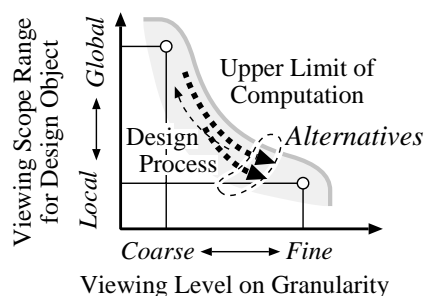 Viewing Scope Range
for Design Object
Global
Local
Upper Limit of
Computation
Design
Process
Alternatives
Coarse
Fine
Viewing Level on Granularity